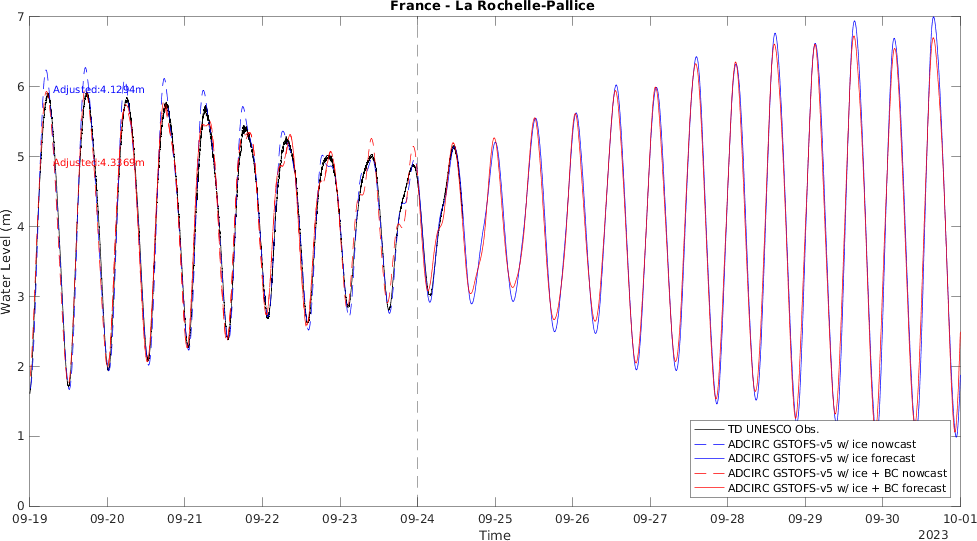 France - La Rochelle-Pallice
7
6
5
4
3
2
1
0
Water Level (m)
Adjusted:4.1294m
Adjusted:4.3369m
TD UNESCO Obs.
ADCIRC GSTOFS-v5 w/ ice nowcast
ADCIRC GSTOFS-v5 w/ ice forecast
ADCIRC GSTOFS-v5 w/ ice + BC nowcast
ADCIRC GSTOFS-v5 w/ ice + BC forecast
09-19 09-20 09-21 09-22 09-23 09-24 09-25 09-26 09-27 09-28 09-29 09-30 10-01
Time
2023